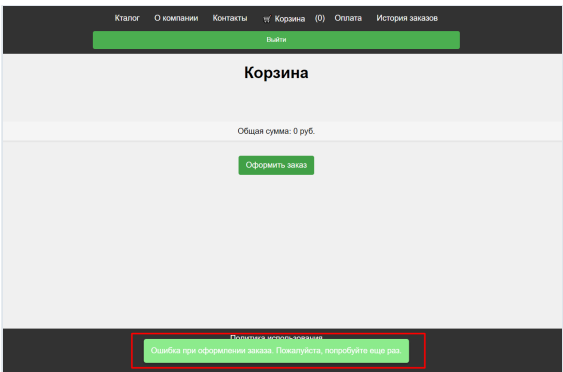 Кталог О компании Контакты 🛒 Корзина (0) Оплата История заказов
Выйти
Корзина
Общая сумма: 0 руб.
Оформить заказ
Политика использования
Ошибка при оформлении заказа. Пожалуйста, попробуйте еще раз.